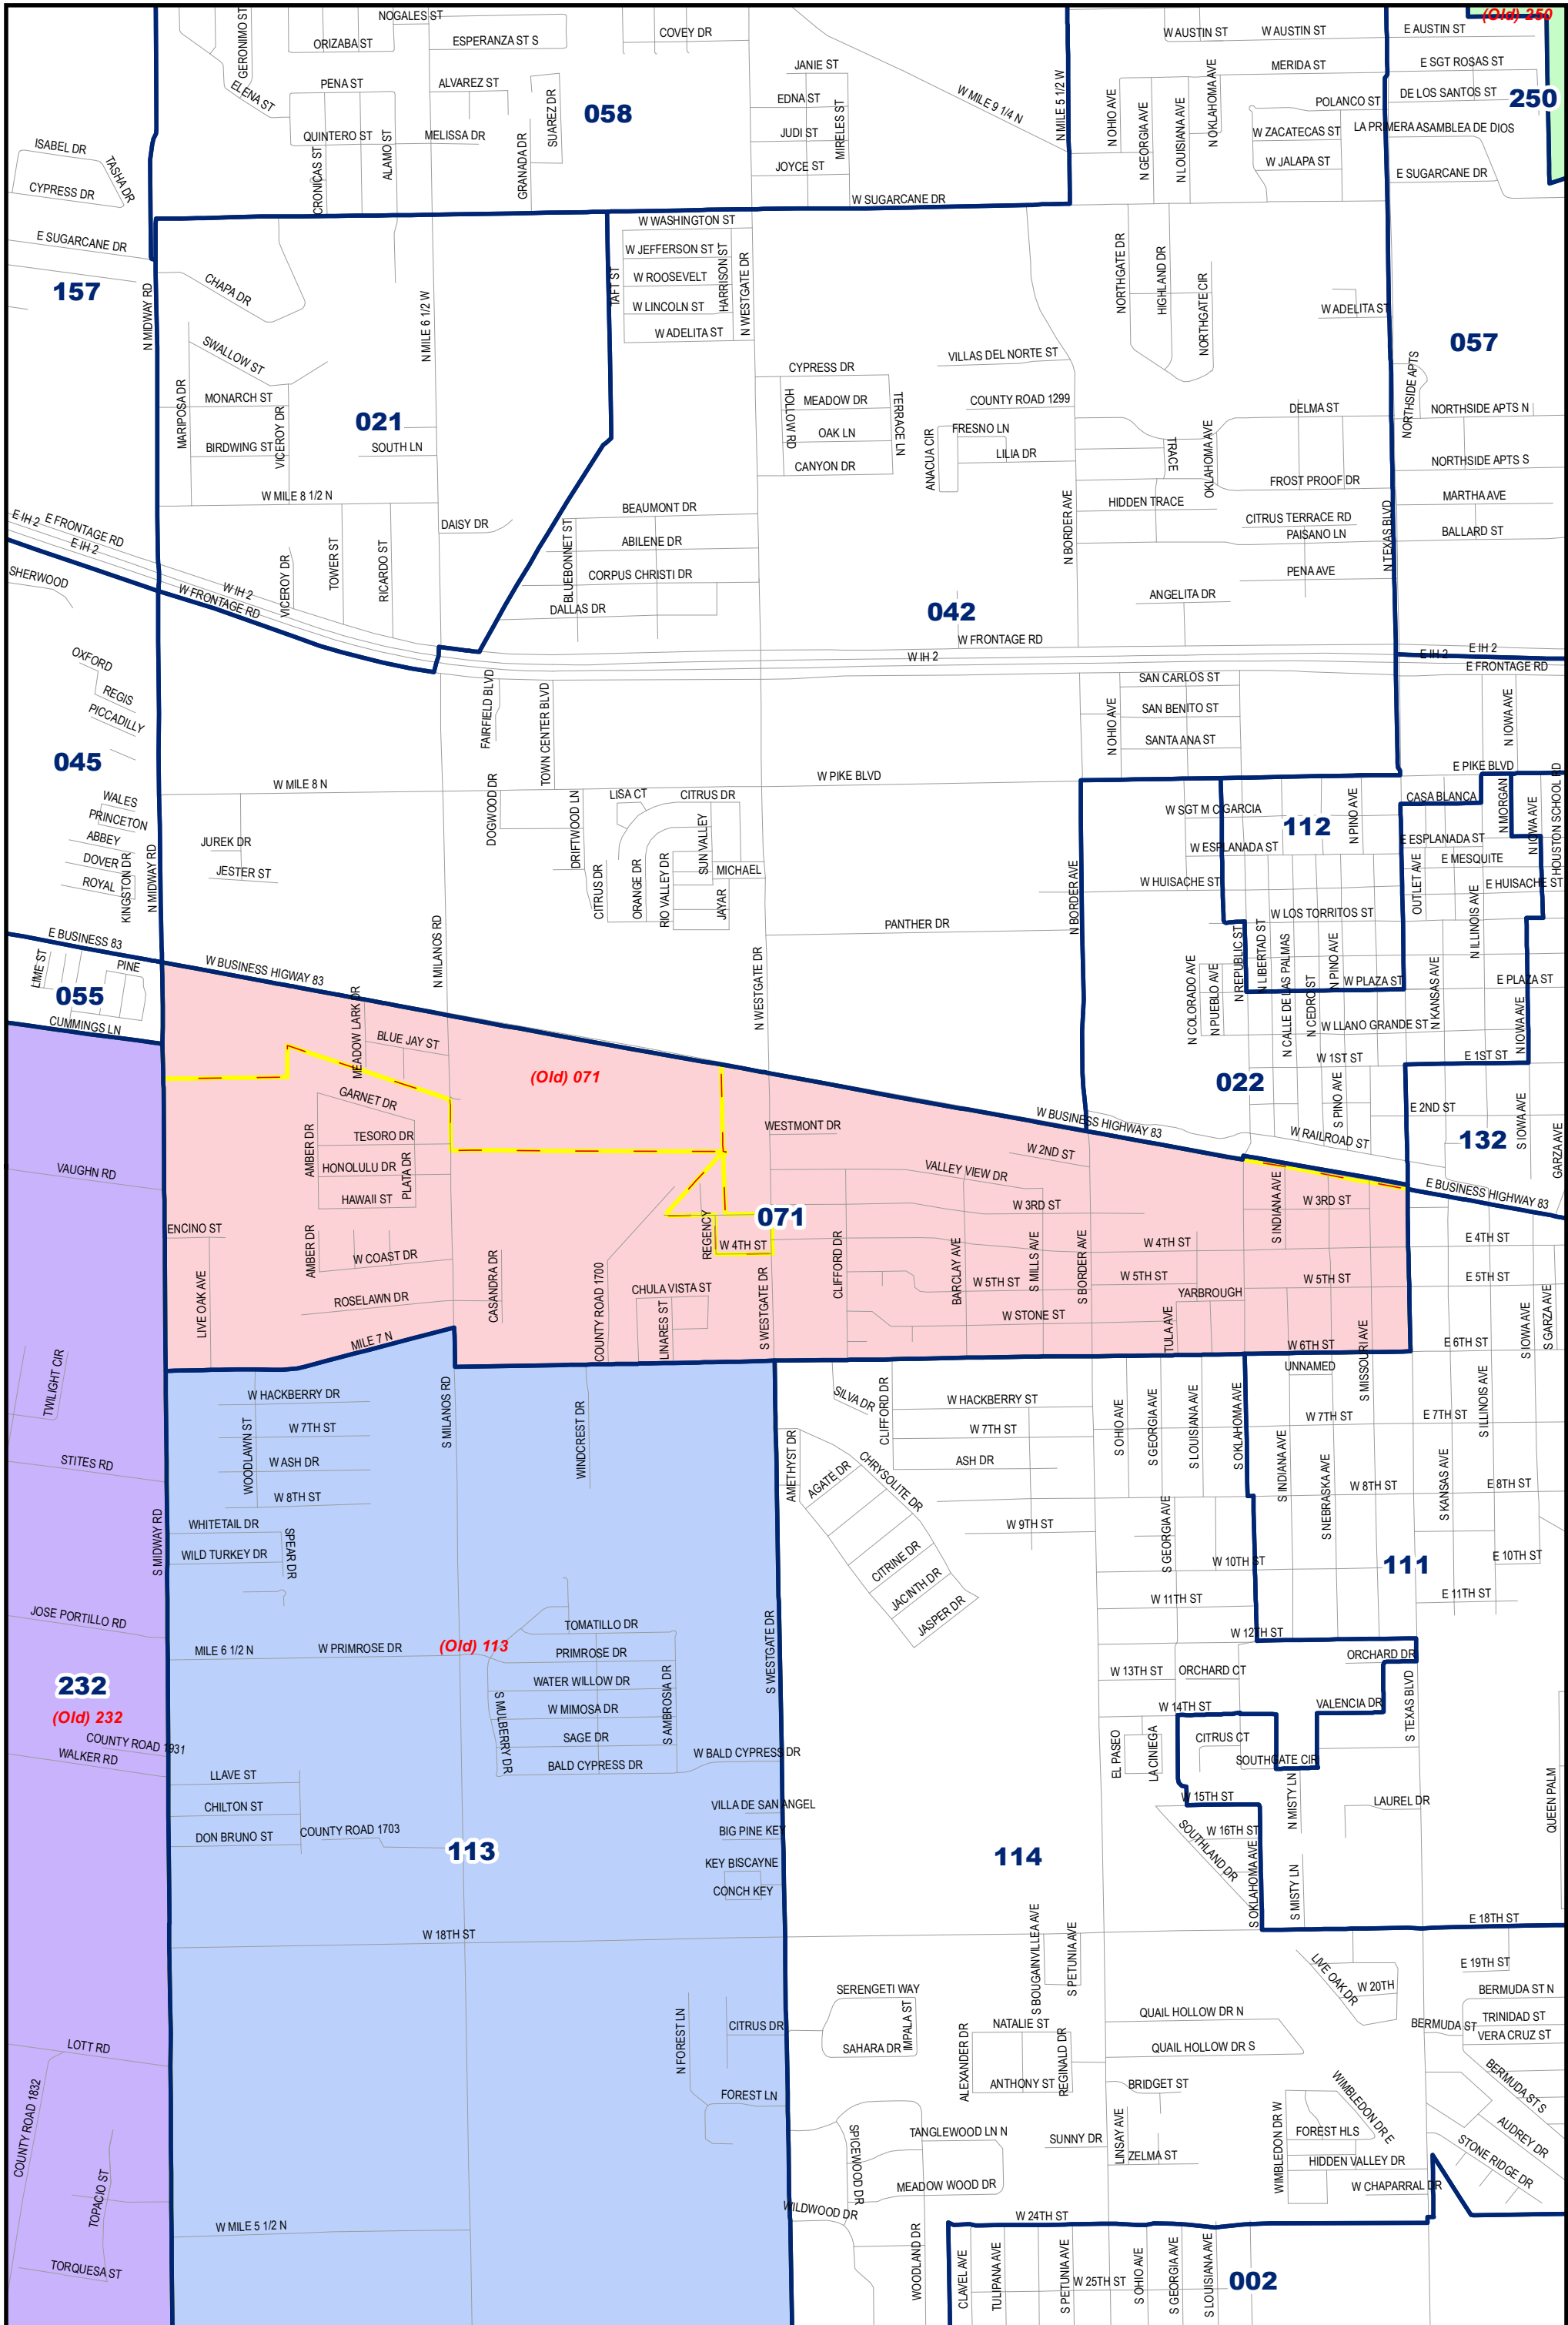 (Old) 250
NOGALES ST
GERONIMO ST
ORIZABA ST
ESPERANZA ST S
COVEY DR
W AUSTIN ST
W AUSTIN ST
E AUSTIN ST
ELENA ST
PENA ST
ALVAREZ ST
SUAREZ DR
058
JANIE ST
EDNA ST
JUDI ST
JOYCE ST
MIRELES ST
W MILE 9 1/4 N
N MILE 5 1/2 W
MERIDA ST
E SGT ROSAS ST
DE LOS SANTOS ST
250
POLANCO ST
LA PRIMERA ASAMBLEA DE DIOS
N OHIO AVE
N GEORGIA AVE
N LOUISIANA AVE
N OKLAHOMA AVE
W ZACATECAS ST
W JALAPA ST
E SUGARCANE DR
ISABEL DR
TASHA DR
CYPRESS DR
QUINTERO ST
MELISSA DR
CRONICAS ST
ALAMO ST
GRANADA DR
W SUGARCANE DR
E SUGARCANE DR
157
N MIDWAY RD
CHAPA DR
N MILE 6 1/2 W
W WASHINGTON ST
W JEFFERSON ST
W ROOSEVELT
W LINCOLN ST
W ADELITA ST
TAFT ST
HARRISON ST
N WESTGATE DR
NORTHGATE DR
HIGHLAND DR
NORTHGATE CIR
W ADELITA ST
057
SWALLOW ST
MARIPOSA DR
MONARCH ST
VICEROY DR
BIRDWING ST
021
SOUTH LN
CYPRESS DR
HOLLOW RD
MEADOW DR
OAK LN
CANYON DR
TERRACE LN
VILLAS DEL NORTE ST
COUNTY ROAD 1299
FRESNO LN
LILIA DR
ANACUA CIR
DELMA ST
NORTHSIDE APTS
NORTHSIDE APTS N
NORTHSIDE APTS S
TRACE
OKLAHOMA AVE
FROST PROOF DR
HIDDEN TRACE
CITRUS TERRACE RD
PAISANO LN
PENA AVE
MARTHA AVE
BALLARD ST
N TEXAS BLVD
N BORDER AVE
W MILE 8 1/2 N
DAISY DR
BEAUMONT DR
ABILENE DR
CORPUS CHRISTI DR
DALLAS DR
BLUEBONNET ST
E IH 2
E FRONTAGE RD
E IH 2
W IH 2
W FRONTAGE RD
VICEROY DR
TOWER ST
RICARDO ST
SHERWOOD
042
ANGELITA DR
W FRONTAGE RD
W IH 2
E IH 2
E IH 2
E FRONTAGE RD
OXFORD
REGIS
PICCADILLY
045
FAIRFIELD BLVD
TOWN CENTER BLVD
SAN CARLOS ST
SAN BENITO ST
SANTA ANA ST
N OHIO AVE
N IOWA AVE
W MILE 8 N
W PIKE BLVD
E PIKE BLVD
WALES
PRINCETON
ABBEY
DOVER
ROYAL
KINGSTON DR
N MIDWAY RD
JUREK DR
JESTER ST
DOGWOOD DR
DRIFTWOOD LN
LISA CT
CITRUS DR
CITRUS DR
ORANGE DR
RIO VALLEY DR
SUN VALLEY
MICHAEL
JAYAR
W SGT M C GARCIA
112
N PINO AVE
CASA BLANCA
N MORGAN
N IOWA AVE
HOUSTON SCHOOL RD
W ESPLANADA ST
E ESPLANADA ST
E MESQUITE
W HUISACHE ST
E HUISACHE ST
OUTLET AVE
N ILLINOIS AVE
N BORDER AVE
PANTHER DR
W LOS TORRITOS ST
E BUSINESS 83
LIME ST
PINE
055
CUMMINGS LN
W BUSINESS HIGWAY 83
N MILANOS RD
N WESTGATE DR
N COLORADO AVE
N PUEBLO AVE
N REPUBLIC ST
N LIBERTAD ST
N CALLE DE LAS PALMAS
N CEDRO ST
N PINO AVE
W PLAZA ST
E PLAZA ST
N KANSAS AVE
N IOWA AVE
W LLANO GRANDE ST
W 1ST ST
E 1ST ST
022
S PINO AVE
E 2ND ST
132
S IOWA AVE
GARZA AVE
MEADOW LARK DR
BLUE JAY ST
(Old) 071
GARNET DR
TESORO DR
AMBER DR
HONOLULU DR
PLATA DR
HAWAII ST
WESTMONT DR
W BUSINESS HIGHWAY 83
W RAILROAD ST
W 2ND ST
VALLEY VIEW DR
W 3RD ST
S INDIANA AVE
W 3RD ST
E BUSINESS HIGHWAY 83
VAUGHN RD
ENCINO ST
071
REGENCY
W 4TH ST
W 4TH ST
E 4TH ST
AMBER DR
W COAST DR
CASANDRA DR
COUNTY ROAD 1700
CHULA VISTA ST
LINARES ST
S WESTGATE DR
CLIFFORD DR
BARCLAY AVE
W 5TH ST
S MILLS AVE
S BORDER AVE
W 5TH ST
W 5TH ST
E 5TH ST
YARBROUGH
W STONE ST
TULA AVE
LIVE OAK AVE
ROSELAWN DR
MILE 7 N
W 6TH ST
S MISSOURI AVE
E 6TH ST
S IOWA AVE
S GARZA AVE
UNNAMED
TWILIGHT CIR
W HACKBERRY DR
W 7TH ST
WOODLAWN ST
W ASH DR
W 8TH ST
S MILANOS RD
WINDCREST DR
SILVA DR
CLIFFORD DR
W HACKBERRY ST
W 7TH ST
ASH DR
S OHIO AVE
S GEORGIA AVE
S LOUISIANA AVE
S OKLAHOMA AVE
W 7TH ST
E 7TH ST
S ILLINOIS AVE
STITES RD
AMETHYST DR
AGATE DR
CHRYSOLITE DR
S INDIANA AVE
S NEBRASKA AVE
W 8TH ST
S KANSAS AVE
E 8TH ST
S MIDWAY RD
WHITETAIL DR
WILD TURKEY DR
SPEAR DR
CITRINE DR
JACINTH DR
JASPER DR
W 9TH ST
S GEORGIA AVE
W 10TH ST
111
E 10TH ST
W 11TH ST
E 11TH ST
JOSE PORTILLO RD
MILE 6 1/2 N
W PRIMROSE DR
(Old) 113
TOMATILLO DR
PRIMROSE DR
WATER WILLOW DR
W MIMOSA DR
SAGE DR
BALD CYPRESS DR
S MULBERRY DR
S AMBROSIA DR
S WESTGATE DR
W BALD CYPRESS DR
W 12TH ST
ORCHARD DR
W 13TH ST
ORCHARD CT
W 14TH ST
VALENCIA DR
S TEXAS BLVD
232
(Old) 232
COUNTY ROAD 1931
WALKER RD
EL PASEO
LA CINIEGA
CITRUS CT
SOUTHGATE CIR
LLAVE ST
CHILTON ST
DON BRUNO ST
COUNTY ROAD 1703
113
VILLA DE SAN ANGEL
BIG PINE KEY
KEY BISCAYNE
CONCH KEY
114
W 15TH ST
W 16TH ST
SOUTHLAND DR
S OKLAHOMA AVE
N MISTY LN
S MISTY LN
LAUREL DR
QUEEN PALM
W 18TH ST
E 18TH ST
S BOUGAINVILLEA AVE
S PETUNIA AVE
LIVE OAK DR
W 20TH
E 19TH ST
BERMUDA ST N
TRINIDAD ST
BERMUDA ST
VERA CRUZ ST
N FOREST LN
CITRUS DR
FOREST LN
SERENGETI WAY
IMPALA ST
SAHARA DR
NATALIE ST
ALEXANDER DR
REGINALD DR
ANTHONY ST
QUAIL HOLLOW DR N
QUAIL HOLLOW DR S
BRIDGET ST
LOTT RD
COUNTY ROAD 1832
TOPACIO ST
TORQUESA ST
W MILE 5 1/2 N
SPICEWOOD DR
TANGLEWOOD LN N
MEADOW WOOD DR
WILDWOOD DR
WOODLAND DR
SUNNY DR
LINSAY AVE
ZELMA ST
WIMBLEDON DR W
WIMBLEDON DR E
FOREST HLS
HIDDEN VALLEY DR
W CHAPARRAL DR
BERMUDA ST S
AUDREY DR
STONE RIDGE DR
W 24TH ST
CLAVEL AVE
TULIPANA AVE
S PETUNIA AVE
W 25TH ST
S OHIO AVE
S GEORGIA AVE
S LOUISIANA AVE
002